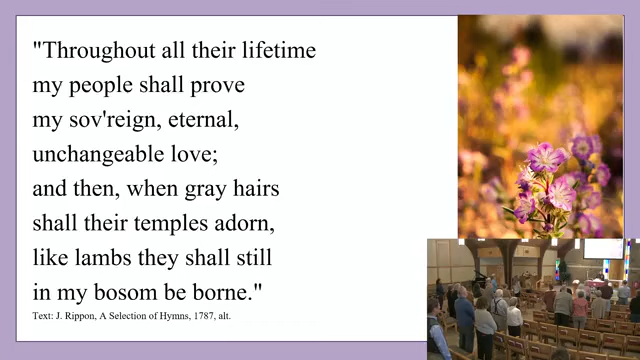 "Throughout all their lifetime
my people shall prove
my sov'reign, eternal,
unchangeable love;
and then, when gray hairs
shall their temples adorn,
like lambs they shall still
in my bosom be borne."
Text: J. Rippon, A Selection of Hymns, 1787, alt.